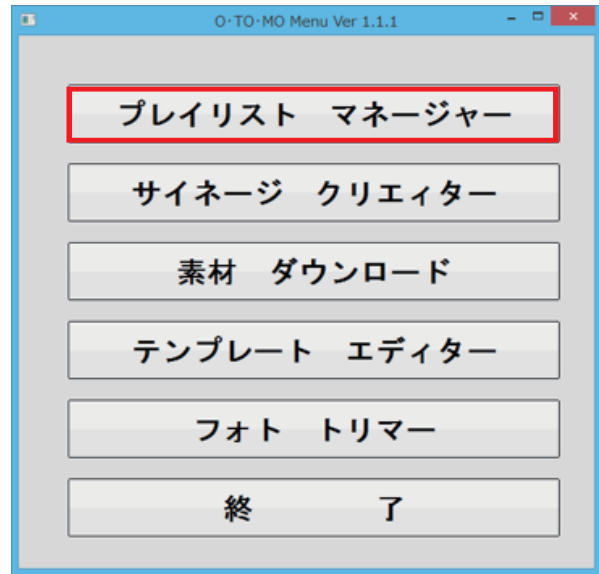 O·TO·MO Menu Ver 1.1.1
プレイリスト　マネージャー
サイネージ　クリエィター
素材　ダウンロード
テンプレート　エディター
フォト　トリマー
終　　　了